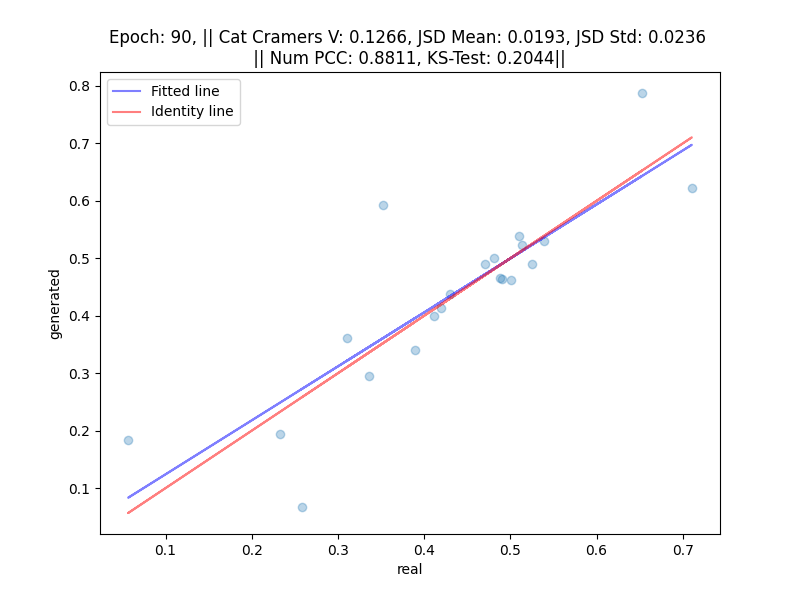 Epoch: 90, || Cat Cramers V: 0.1266, JSD Mean: 0.0193, JSD Std: 0.0236
|| Num PCC: 0.8811, KS-Test: 0.2044||
Fitted line
Identity line
0.8
0.7
0.6
0.5
0.4
0.3
0.2
0.1
generated
0.1 0.2 0.3 0.4 0.5 0.6 0.7
real